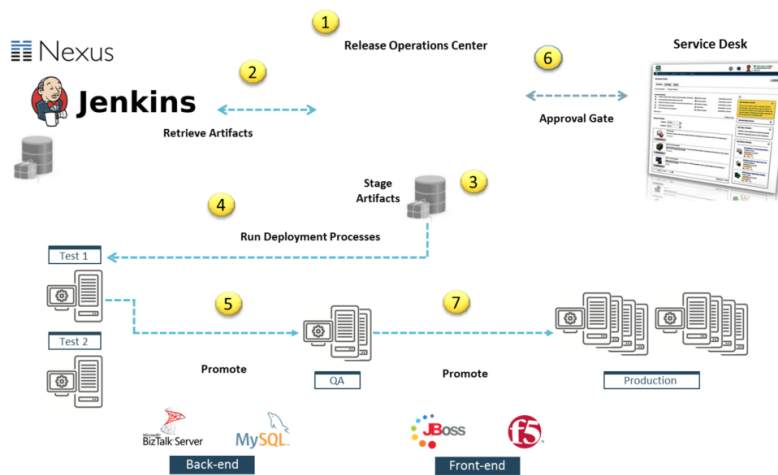 1
Nexus
Release Operations Center
6
Service Desk
2
Jenkins
Retrieve Artifacts
Approval Gate
Stage
Artifacts
3
4
Run Deployment Processes
Test 1
5
7
Test 2
Promote
QA
Promote
Production
Microsoft
BizTalk Server
MySQL
JBoss
f5
Back-end
Front-end